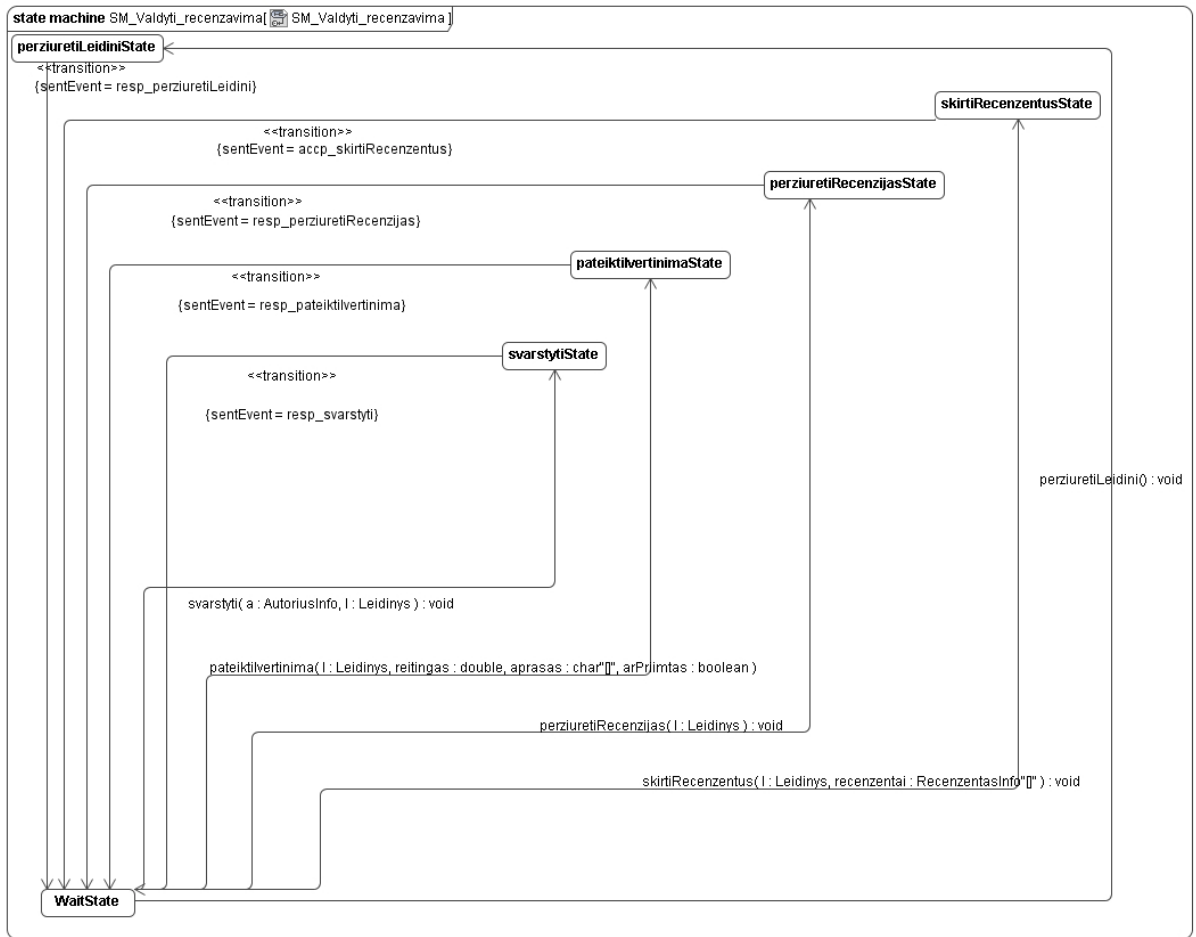 state machine SM_Valdyti_recenzavima[ SM_Valdyti_recenzavima ]
perziuretiLeidiniState
<<transition>>
{sentEvent = resp_perziuretiLeidini}
skirtiRecenzentusState
<<transition>>
{sentEvent = accp_skirtiRecenzentus}
perziuretiRecenzijasState
<<transition>>
{sentEvent = resp_perziuretiRecenzijas}
pateiktiIvertinimaState
<<transition>>
{sentEvent = resp_pateiktiIvertinima}
svarstytiState
<<transition>>
{sentEvent = resp_svarstyti}
perziuretiLeidini() : void
svarstyti( a : AutoriusInfo, l : Leidinys ) : void
pateiktiIvertinima( l : Leidinys, reitingas : double, aprasas : char"[]", arPriimtas : boolean )
perziuretiRecenzijas( l : Leidinys ) : void
skirtiRecenzentus( l : Leidinys, recenzentai : RecenzentasInfo"[]" ) : void
WaitState